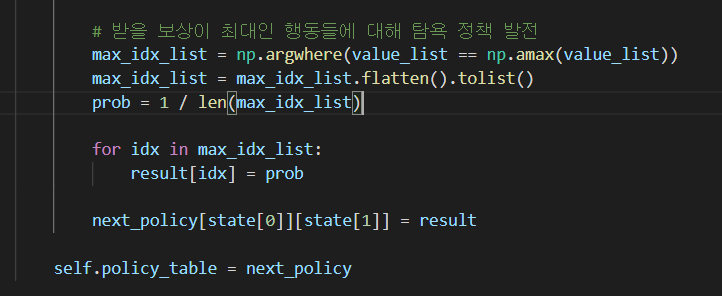 # 받을 보상이 최대인 행동들에 대해 탐욕 정책 발전
max_idx_list = np.argwhere(value_list == np.amax(value_list))
max_idx_list = max_idx_list.flatten().tolist()
prob = 1 / len(max_idx_list)
for idx in max_idx_list:
result[idx] = prob
next_policy[state[0]][state[1]] = result
self.policy_table = next_policy